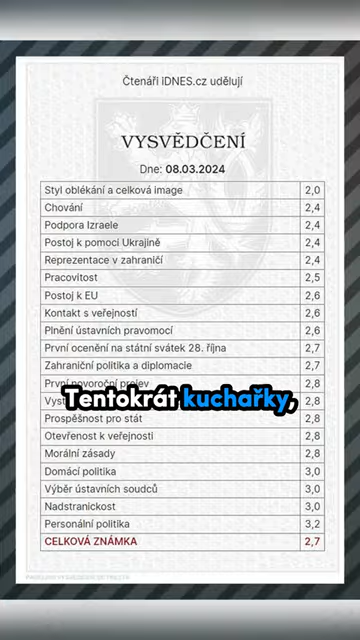 Čtenáři iDNES.cz udělují
VYSVĚDČENÍ
Dne: 08.03.2024
Styl oblékání a celková image 2,0
Chování 2,4
Podpora Izraele 2,4
Postoj k pomoci Ukrajině 2,4
Reprezentace v zahraničí 2,4
Pracovitost 2,5
Postoj k EU 2,6
Kontakt s veřejností 2,6
Plnění ústavních pravomocí 2,6
První ocenění na státní svátek 28. října 2,7
Zahraniční politika a diplomacie 2,7
První novoroční projev 2,8
Tentokrát kuchařky,
2,8
Prospěšnost pro stát 2,8
Otevřenost k veřejnosti 2,8
Morální zásady 2,8
Domácí politika 3,0
Výběr ústavních soudců 3,0
Nadstranickost 3,0
Personální politika 3,2
CELKOVÁ ZNÁMKA 2,7